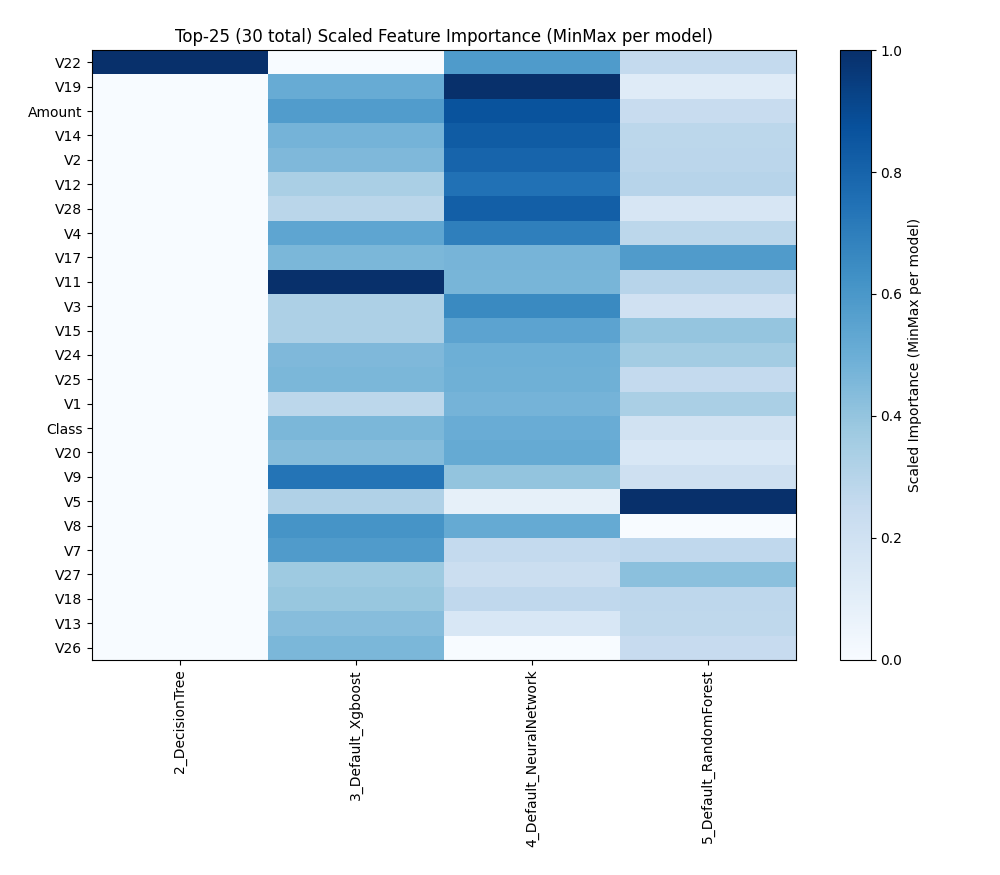 Top-25 (30 total) Scaled Feature Importance (MinMax per model)
V22
V19
Amount
V14
V2
V12
V28
V4
V17
V11
V3
V15
V24
V25
V1
Class
V20
V9
V5
V8
V7
V27
V18
V13
V26
2_DecisionTree
3_Default_Xgboost
4_Default_NeuralNetwork
5_Default_RandomForest
1.0
0.8
0.6
0.4
0.2
0.0
Scaled Importance (MinMax per model)